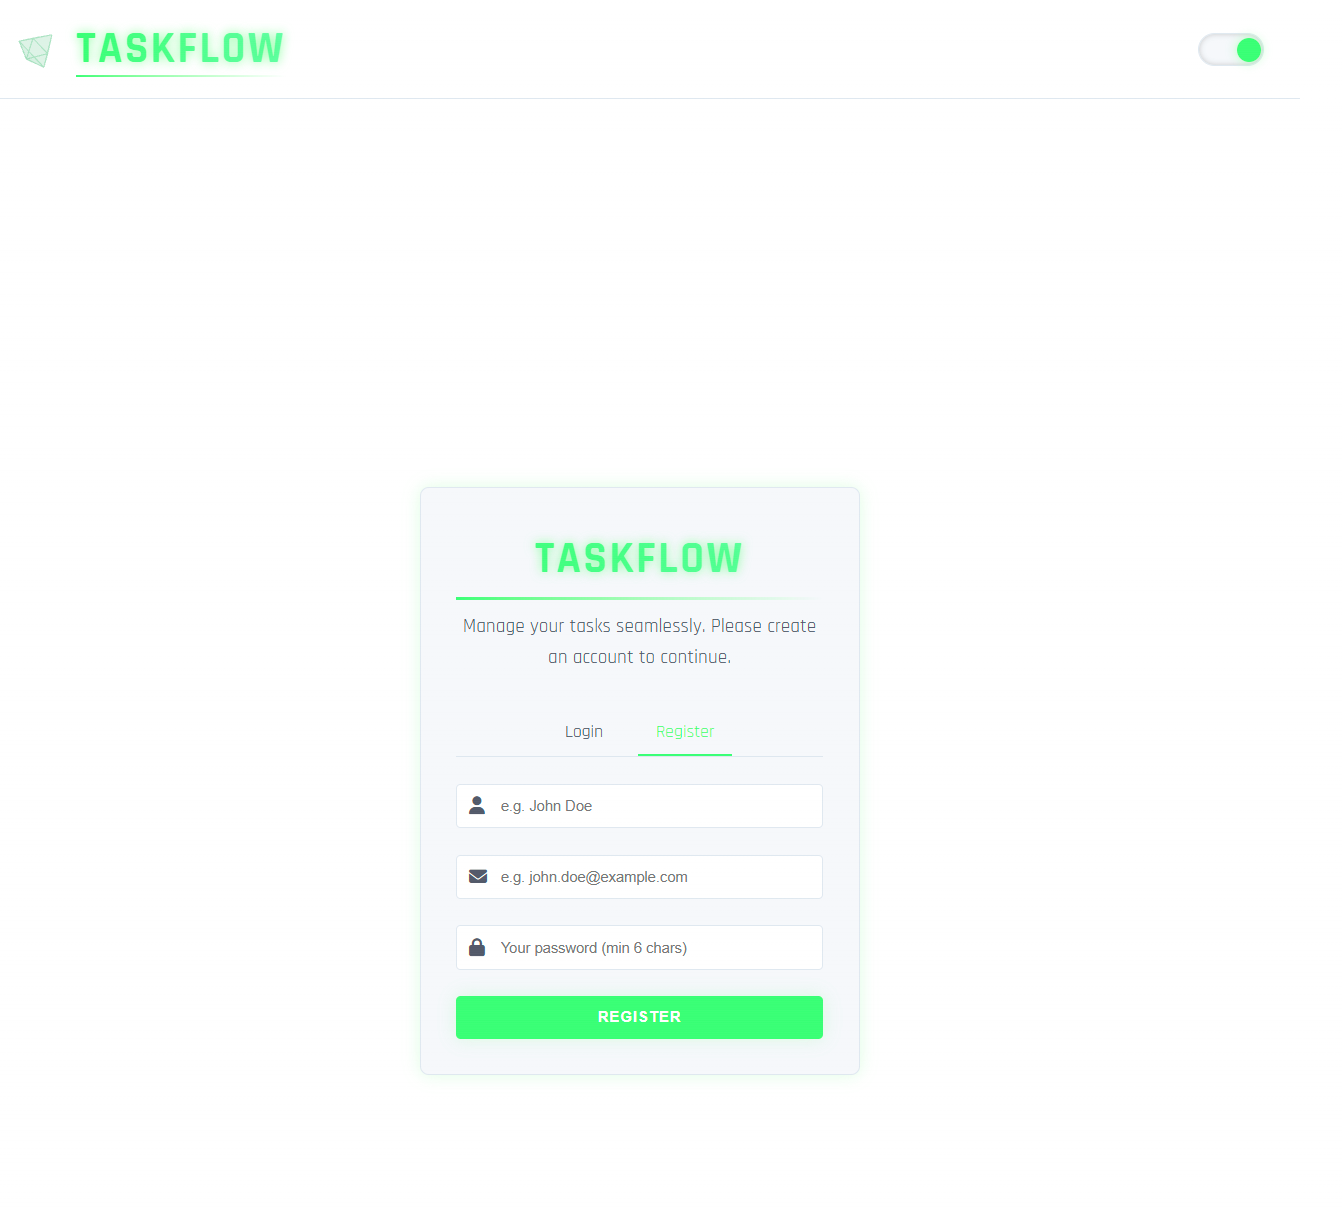 TASKFLOW
TASKFLOW
Manage your tasks seamlessly. Please create
an account to continue.
Login Register
e.g. John Doe
e.g. john.doe@example.com
Your password (min 6 chars)
REGISTER